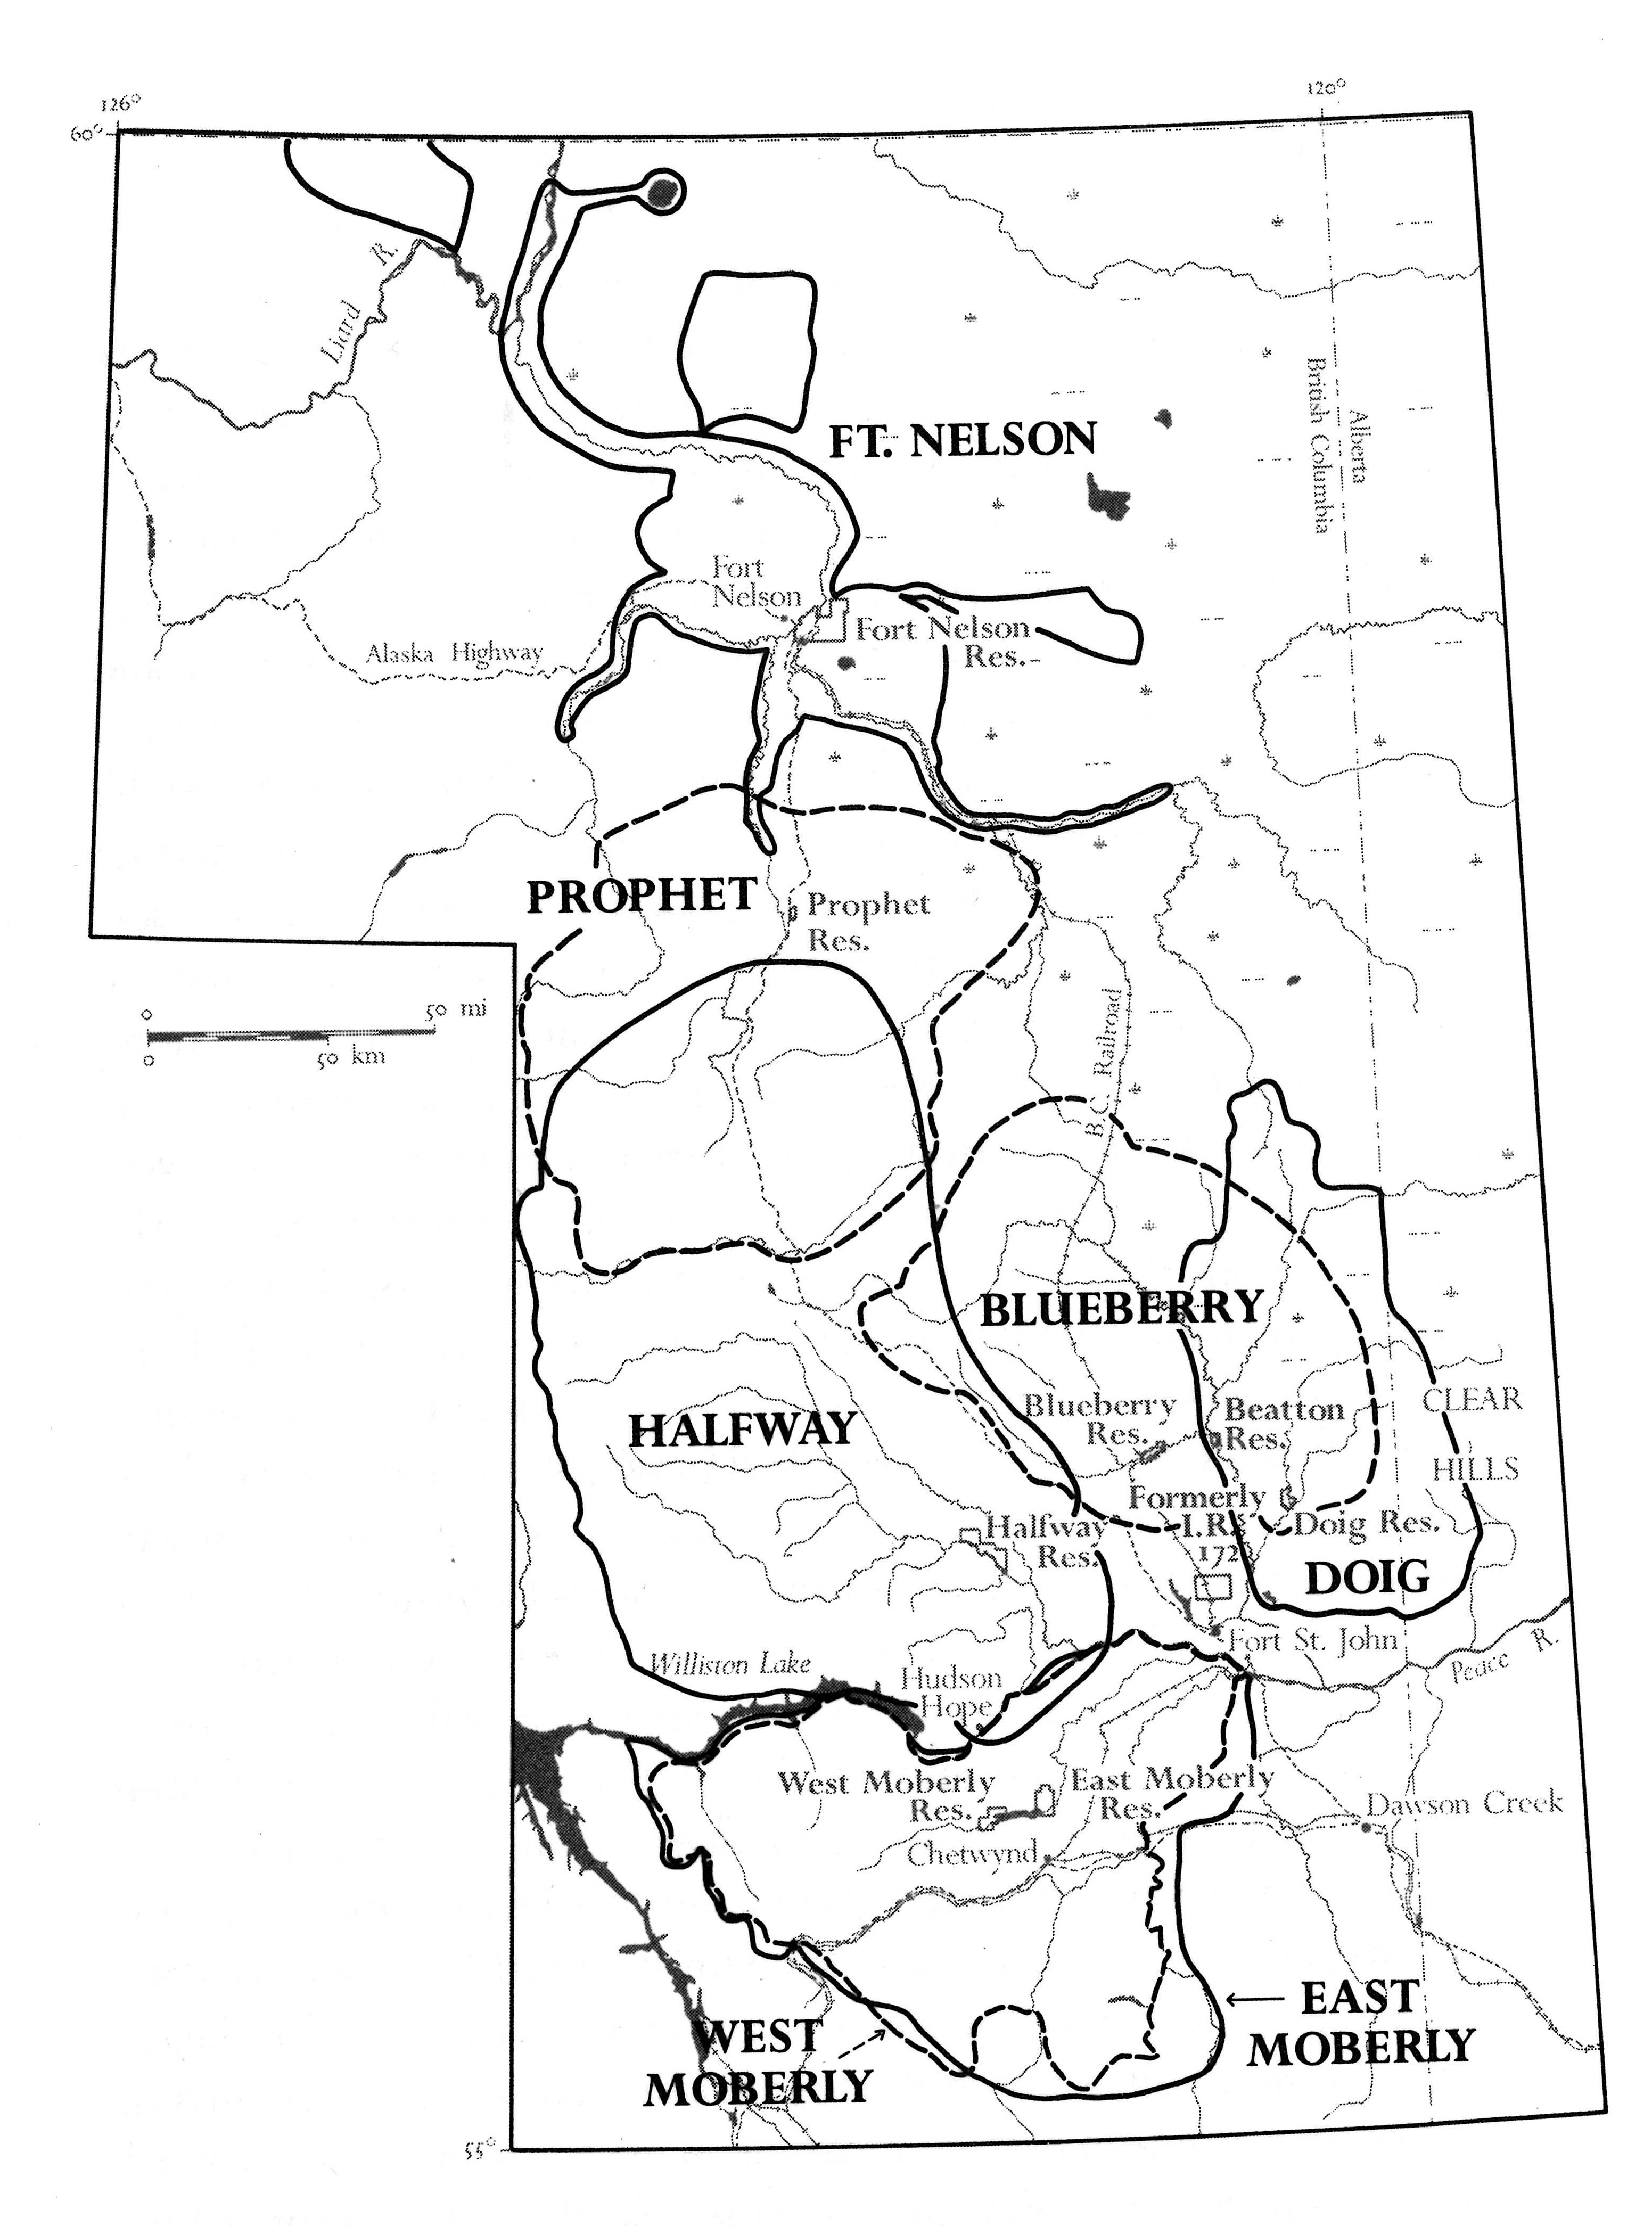 126°
120°
60°
Liard
R.
FT. NELSON
British Columbia
Alberta
Fort
Nelson
Alaska Highway
Fort Nelson
Res.
PROPHET
Prophet
Res.
0
50 mi
0
50 km
B.C. Railroad
BLUEBERRY
HALFWAY
Blueberry
Res.
Beatton
Res.
CLEAR
HILLS
Formerly
I.R.
172
Halfway
Res.
Doig Res.
DOIG
Fort St. John
Peace R.
Williston Lake
Hudson
Hope
West Moberly
Res.
East Moberly
Res.
Dawson Creek
Chetwynd
EAST
MOBERLY
WEST
MOBERLY
55°